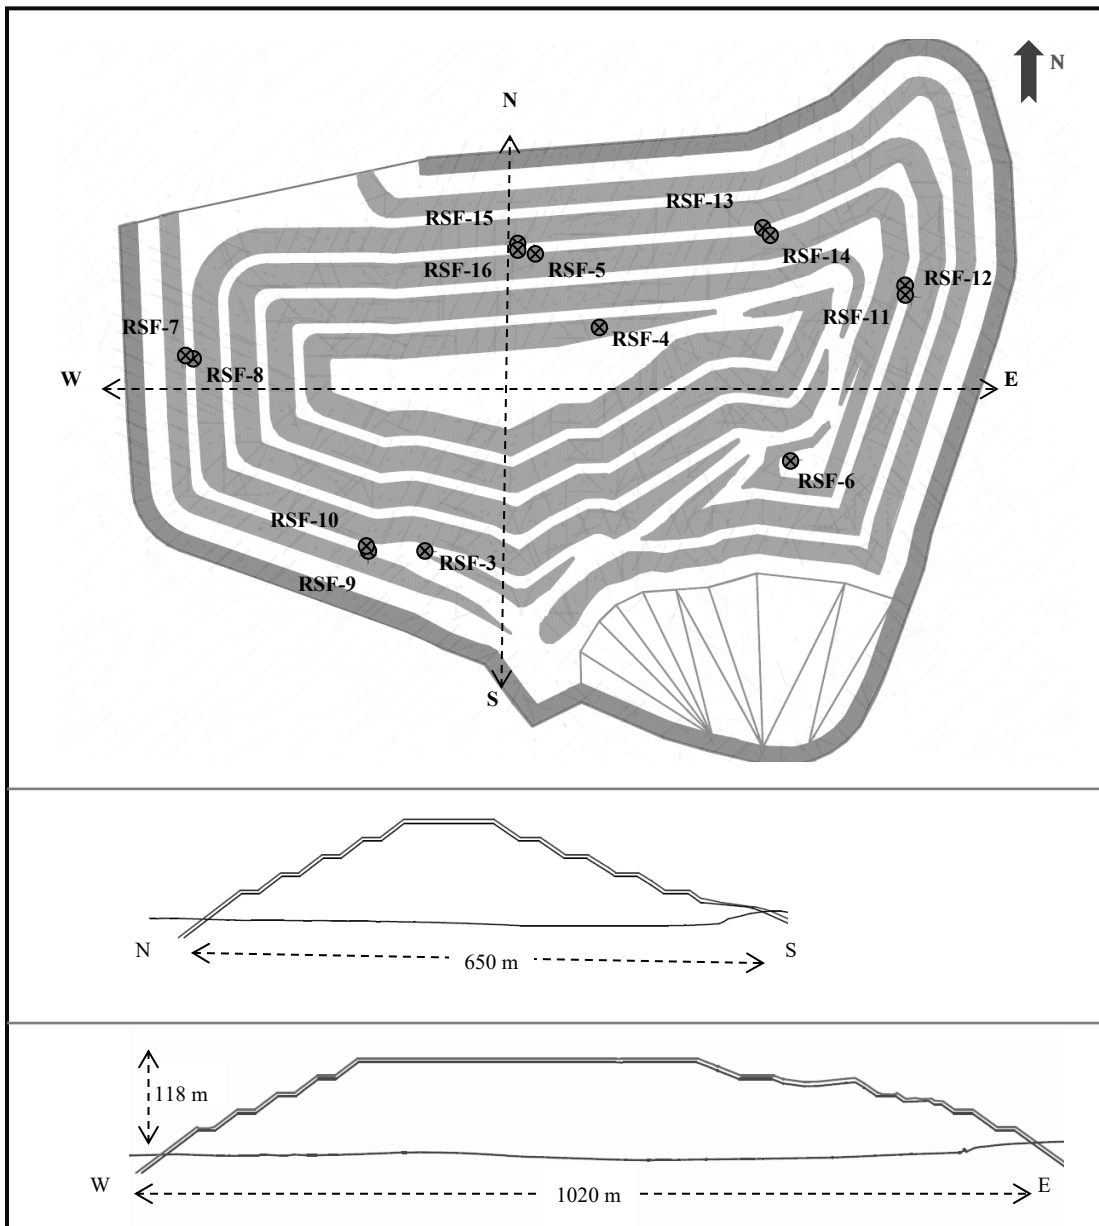 N
N
RSF-13
RSF-15
RSF-16
RSF-5
RSF-14
RSF-12
RSF-11
RSF-7
RSF-4
RSF-8
W
E
RSF-6
RSF-10
RSF-3
RSF-9
S
N
S
650 m
118 m
W
E
1020 m